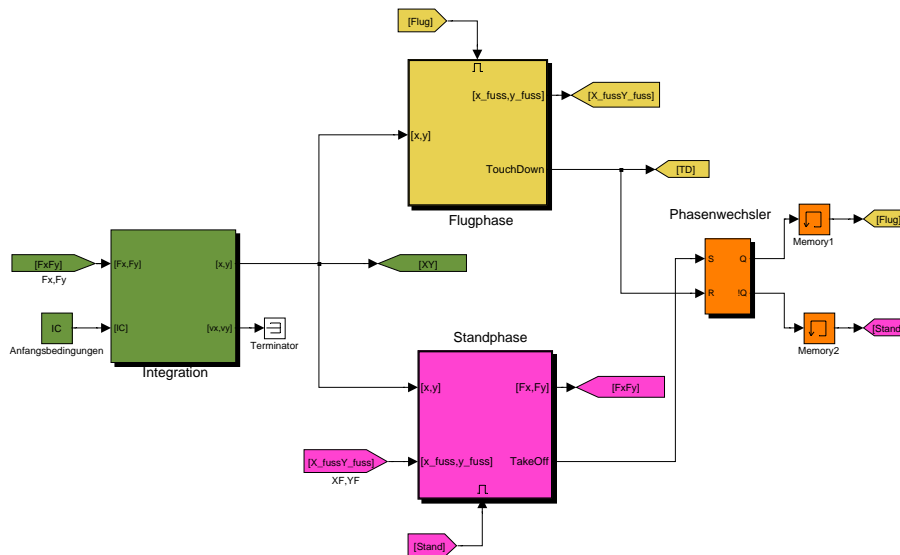 [Flug]
[x_fuss,y_fuss]
[X_fussY_fuss]
[x,y]
TouchDown
[TD]
Flugphase
Phasenwechsler
S
Q
R
!Q
Memory1
[Flug]
Memory2
[Stand]
[FxFy]
Fx,Fy
[Fx,Fy]
[x,y]
[XY]
IC
Anfangsbedingungen
[IC]
[vx,vy]
Terminator
Integration
Standphase
[x,y]
[Fx,Fy]
[FxFy]
[X_fussY_fuss]
XF,YF
[x_fuss,y_fuss]
TakeOff
[Stand]